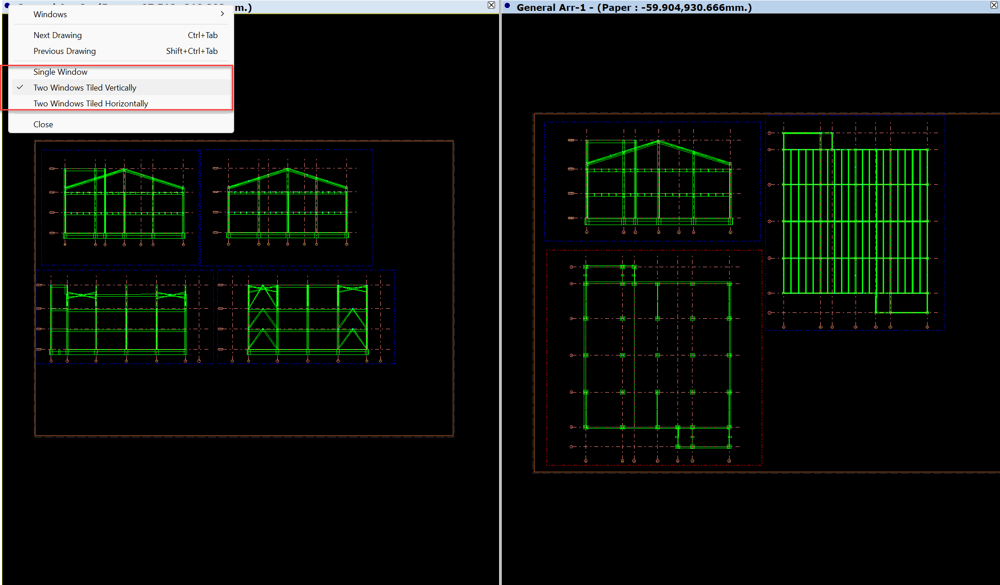 m.)
General Arr-1 - (Paper : -59.904,930.666mm.)
Windows
Next Drawing Ctrl+Tab
Previous Drawing Shift+Ctrl+Tab
Single Window
Two Windows Tiled Vertically
Two Windows Tiled Horizontally
Close